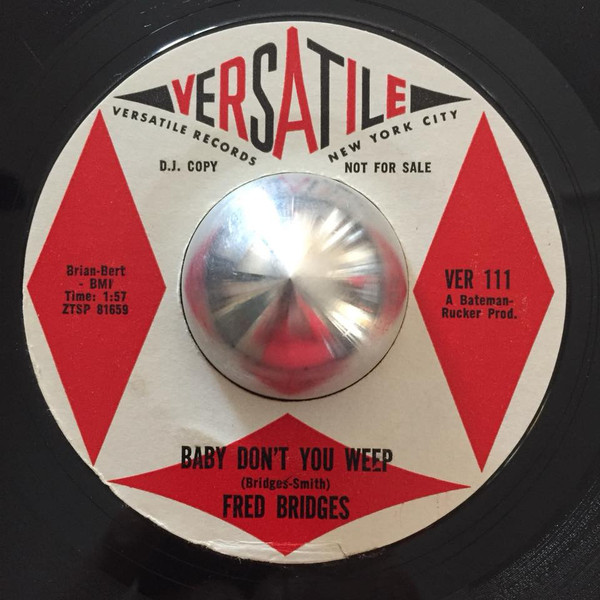 VERSATILE
VERSATILE RECORDS NEW YORK CITY
D.J. COPY NOT FOR SALE
Brian-Bert
- BMI
Time: 1:57
ZTSP 81659
VER 111
A Bateman-
Rucker Prod.
BABY DON'T YOU WEEP
(Bridges-Smith)
FRED BRIDGES